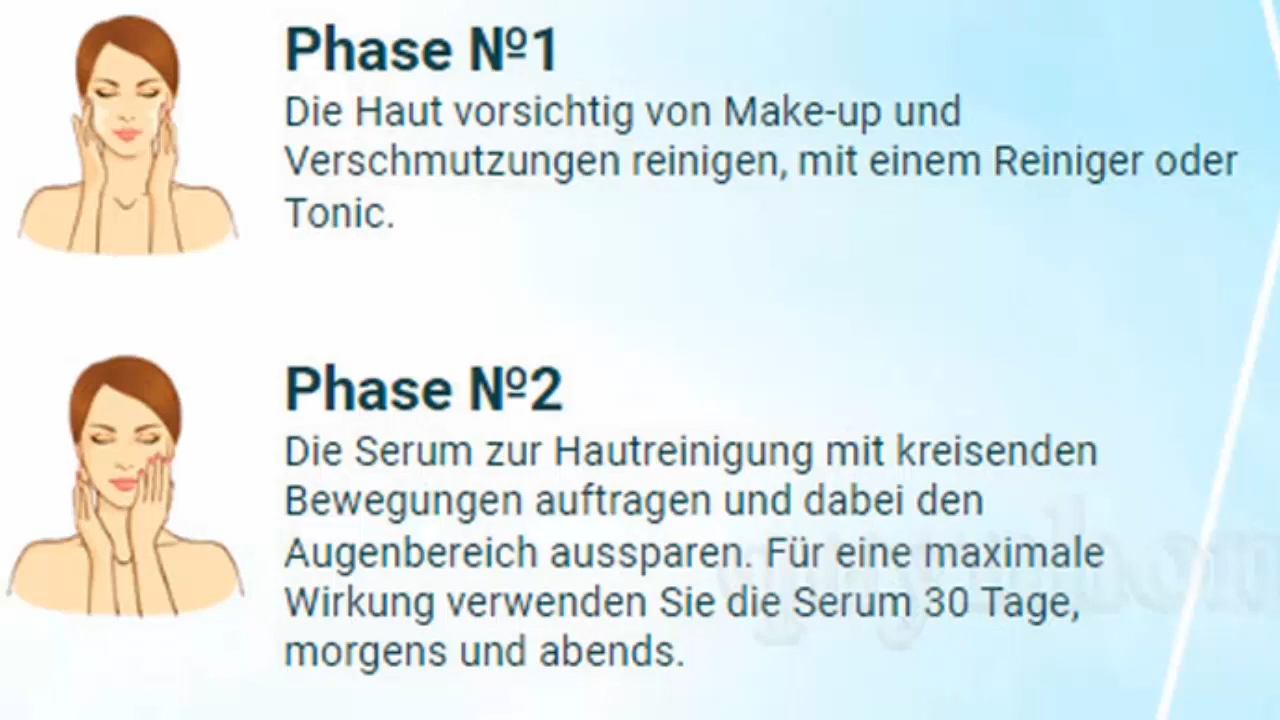 Phase №1
Die Haut vorsichtig von Make-up und
Verschmutzungen reinigen, mit einem Reiniger oder
Tonic.
Phase №2
Die Serum zur Hautreinigung mit kreisenden
Bewegungen auftragen und dabei den
Augenbereich aussparen. Für eine maximale
Wirkung verwenden Sie die Serum 30 Tage,
morgens und abends.